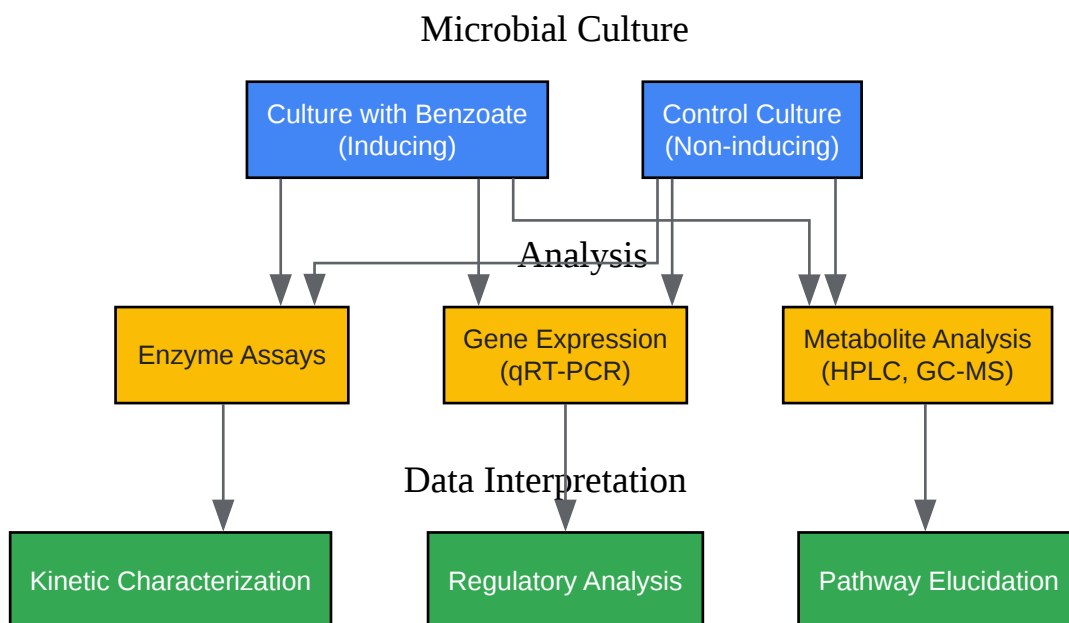 Microbial Culture
Culture with Benzoate
(Inducing)
Control Culture
(Non-inducing)
Analysis
Enzyme Assays
Gene Expression
(qRT-PCR)
Metabolite Analysis
(HPLC, GC-MS)
Data Interpretation
Kinetic Characterization
Regulatory Analysis
Pathway Elucidation